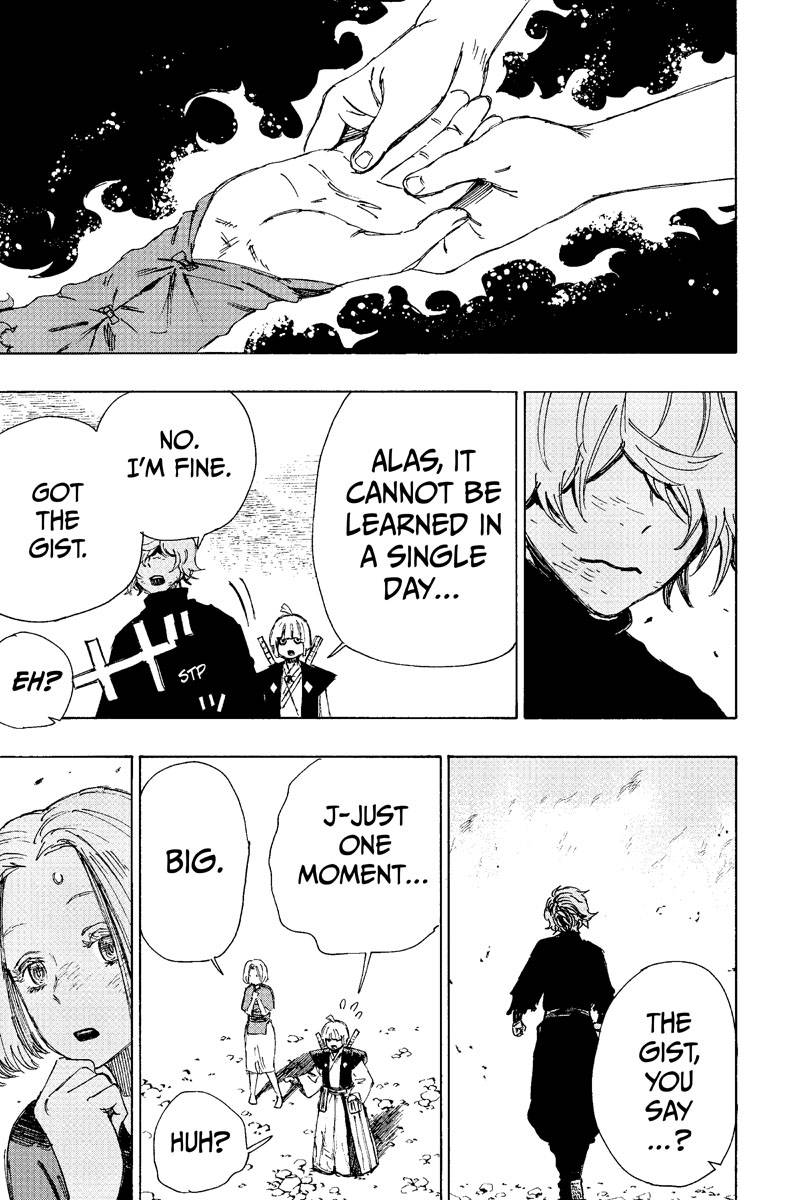 ALAS, IT
CANNOT BE
LEARNED IN
A SINGLE
DAY...
NO.
I'M FINE.
GOT
THE
GIST.
STP
EH?
THE
GIST,
YOU
SAY
...?
J-JUST
ONE
MOMENT...
BIG.
HUH?